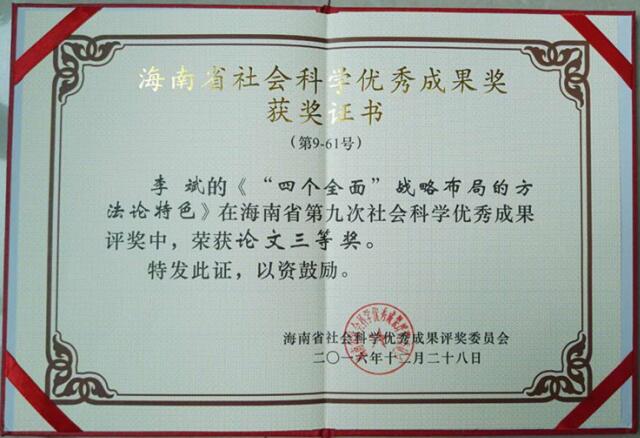 海南省社会科学优秀成果奖
获奖证书
（第9-61号）
李 斌的《“四个全面”战略布局的方
法论特色》在海南省第九次社会科学优秀成果
评奖中，荣获论文三等奖。
特发此证，以资鼓励。
海南省社会科学优秀成果评奖委员会
二〇一六年十二月二十八日